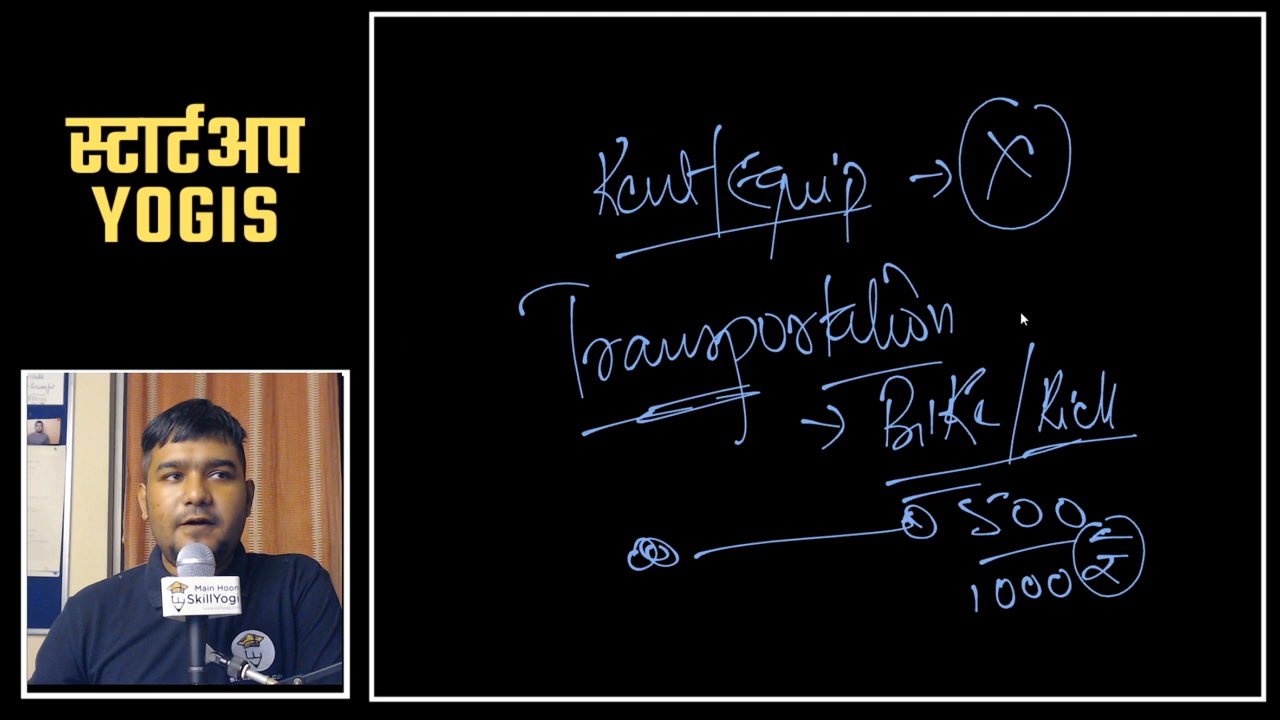 स्टार्टअप
YOGIS
Main Hoon
SkillYogi
Rent/Equip → X
Transportation
→ Bike/Rick
500
1000